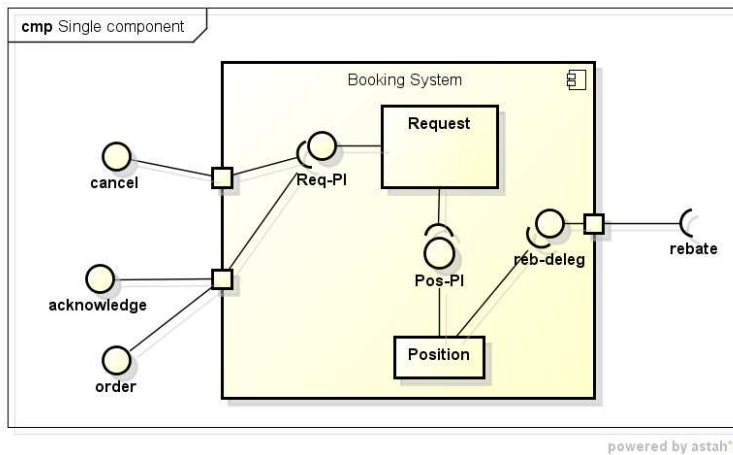 cmp Single component
Booking System
Request
cancel
Req-PI
rebate
reb-deleg
Pos-PI
acknowledge
Position
order
powered by astah*